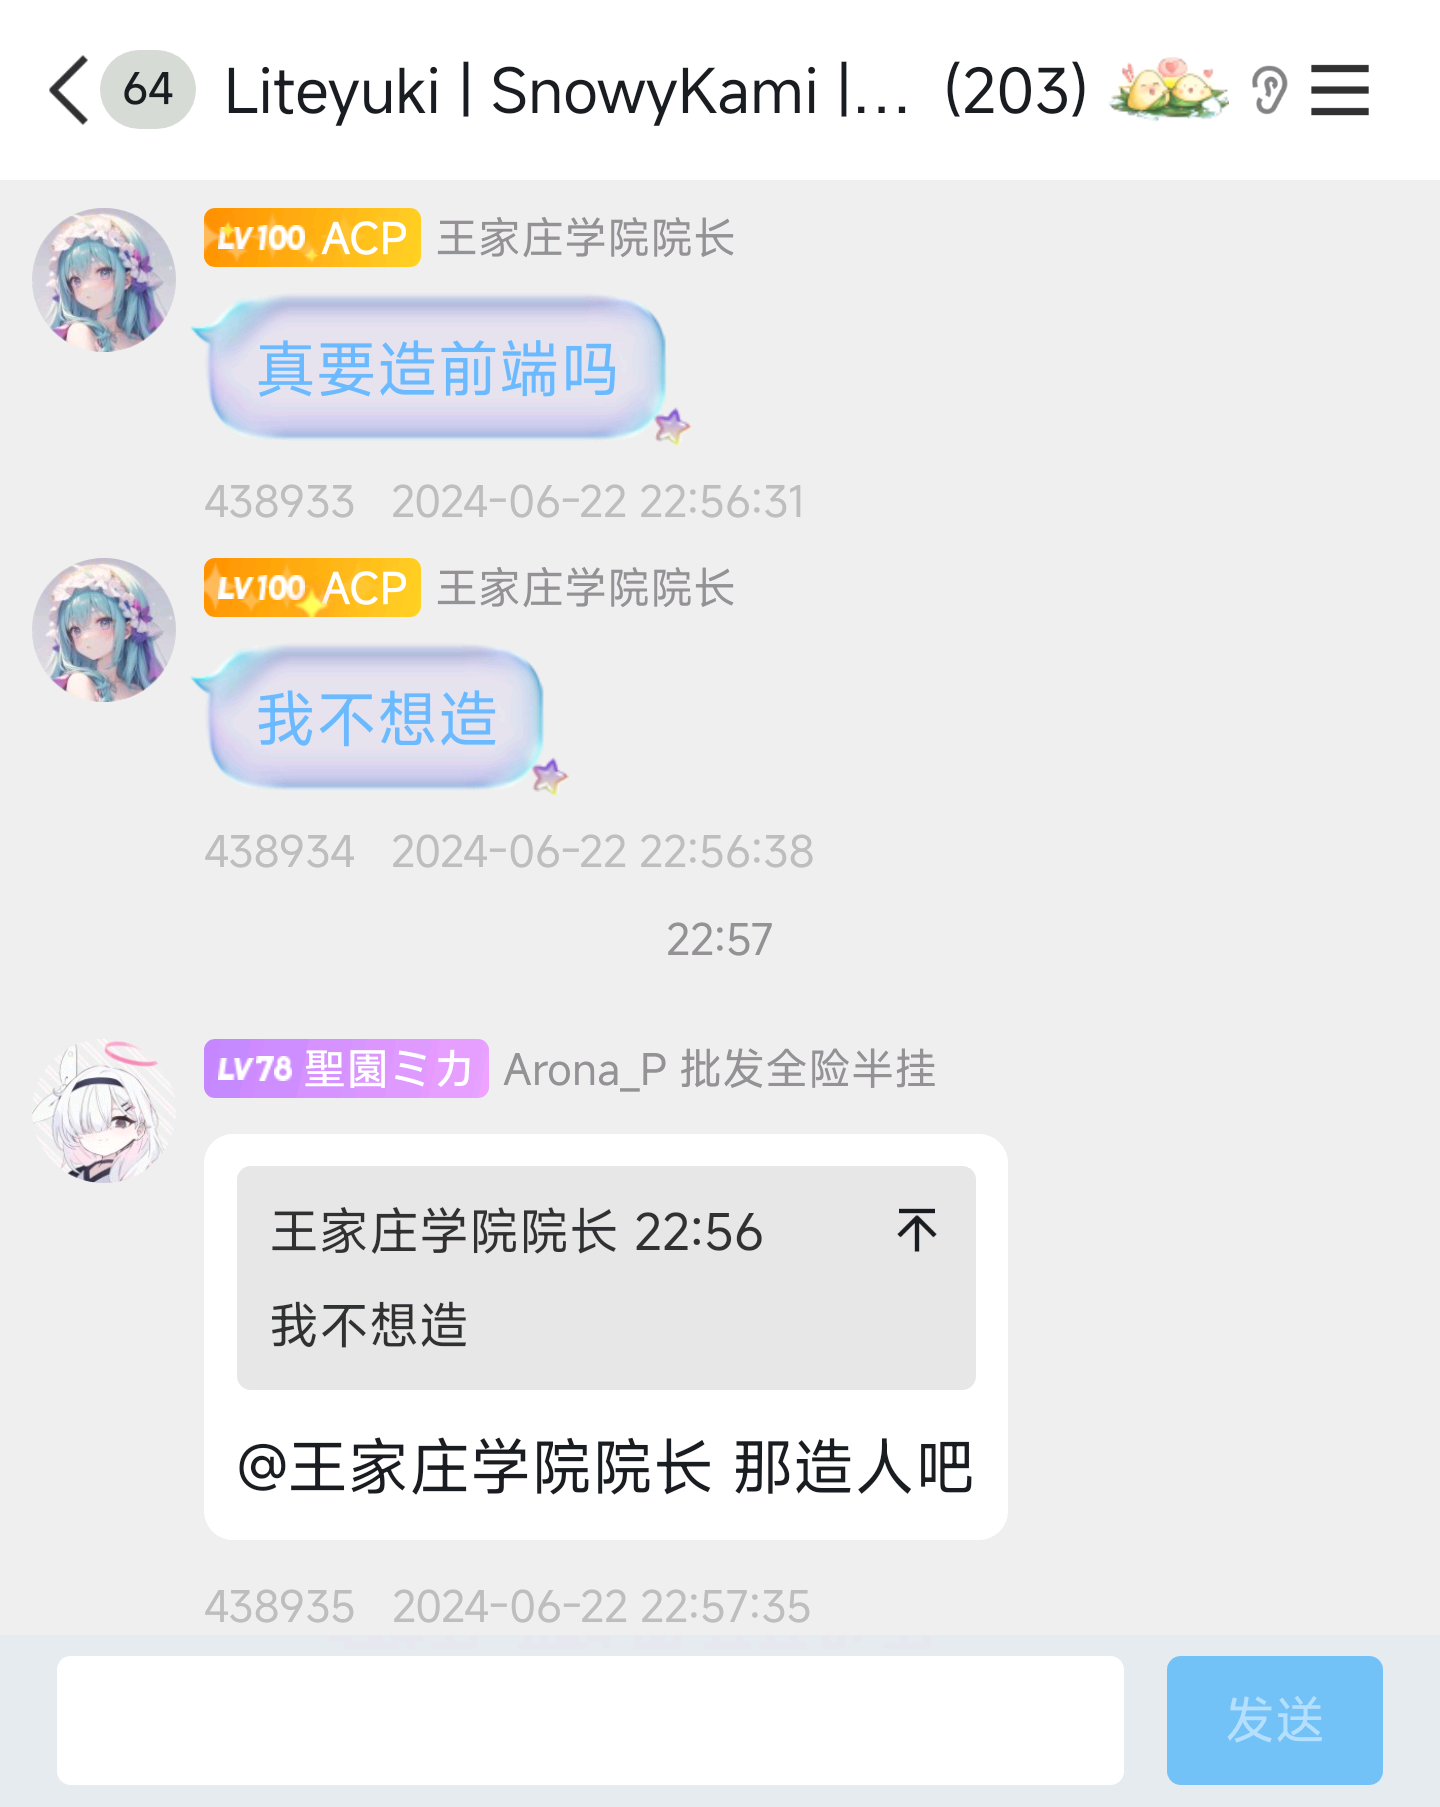 64 Liteyuki | SnowyKami |... (203)
LV100 ACP 王家庄学院院长
真要造前端吗
438933 2024-06-22 22:56:31
LV100 ACP 王家庄学院院长
我不想造
438934 2024-06-22 22:56:38
22:57
LV78 聖園ミカ Arona_P 批发全险半挂
王家庄学院院长 22:56
我不想造
@王家庄学院院长 那造人吧
438935 2024-06-22 22:57:35
发送